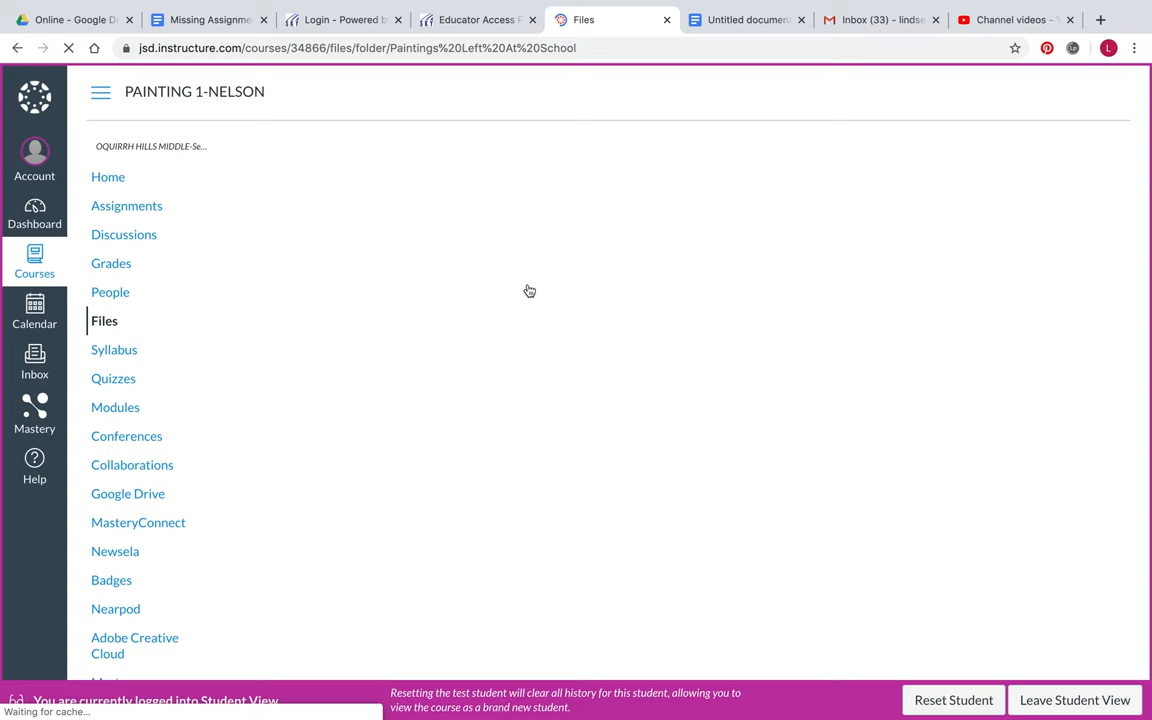 Online - Google D
Missing Assignme
Login - Powered b
Educator Access P
Files
Untitled documen
Inbox (33) - lindse
Channel videos -
jsd.instructure.com/courses/34866/files/folder/Paintings%20Left%20At%20School
L
PAINTING 1-NELSON
OQUIRRH HILLS MIDDLE-Se...
Home
Assignments
Discussions
Grades
People
Files
Syllabus
Quizzes
Modules
Conferences
Collaborations
Google Drive
MasteryConnect
Newsela
Badges
Nearpod
Adobe Creative
Cloud
Account
Dashboard
Courses
Calendar
Inbox
Mastery
Help
You are currently logged into Student View
Waiting for cache...
Resetting the test student will clear all history for this student, allowing you to
view the course as a brand new student.
Reset Student
Leave Student View